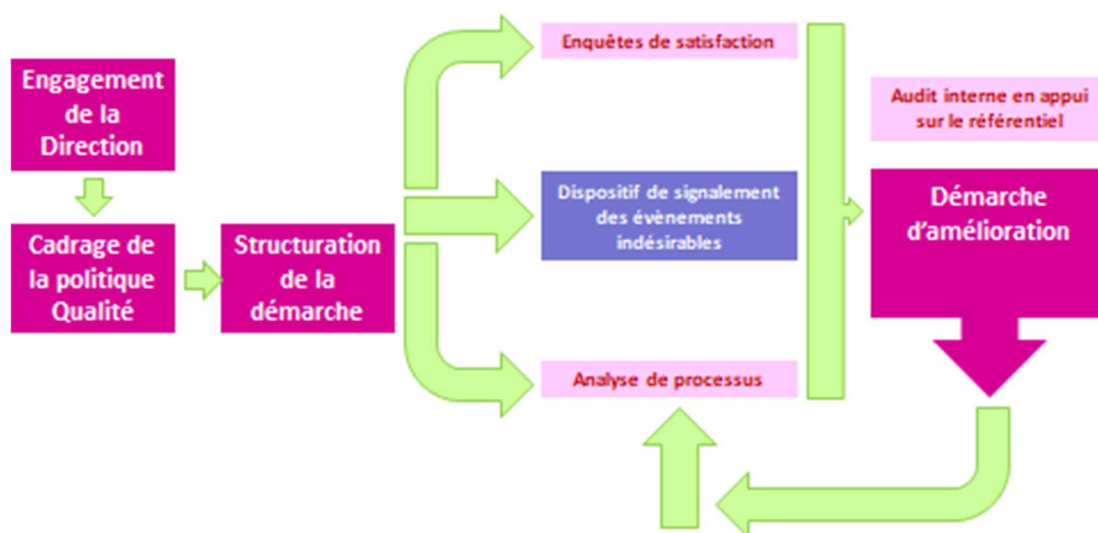 Engagement
de la
Direction
Cadrage de
la politique
Qualité
Structuration
de la
démarche
Enquêtes de satisfaction
Dispositif de signalement
des évènements
indésirables
Analyse de processus
Audit interne en appui
sur le référentiel
Démarche
d'amélioration